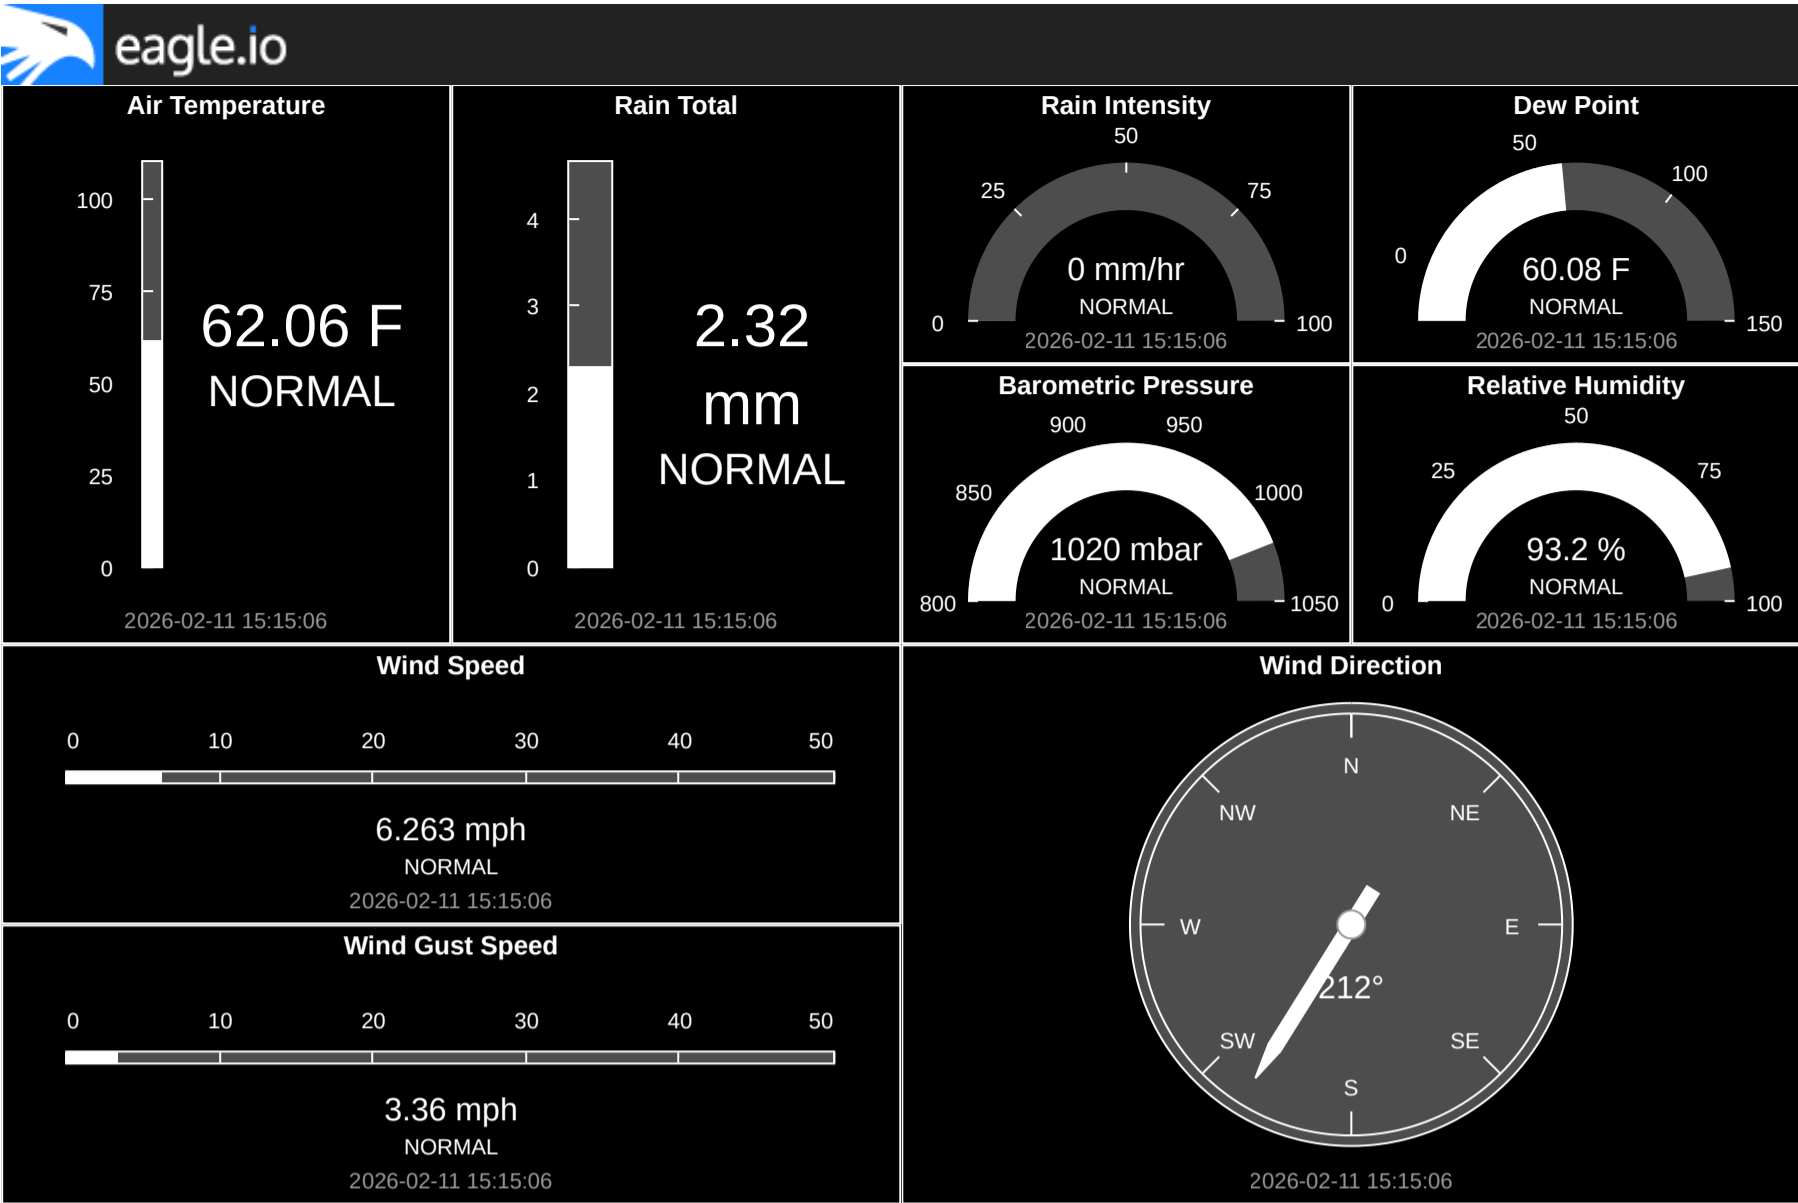 eagle.io
Air Temperature
100
75
50
25
0
62.06 F
NORMAL
2026-02-11 15:15:06
Rain Total
4
3
2
1
0
2.32
mm
NORMAL
2026-02-11 15:15:06
Rain Intensity
50
25
75
0
100
0 mm/hr
NORMAL
2026-02-11 15:15:06
Dew Point
50
100
0
150
60.08 F
NORMAL
2026-02-11 15:15:06
Barometric Pressure
900
950
850
1000
800
1050
1020 mbar
NORMAL
2026-02-11 15:15:06
Relative Humidity
50
25
75
0
100
93.2 %
NORMAL
2026-02-11 15:15:06
Wind Speed
0 10 20 30 40 50
6.263 mph
NORMAL
2026-02-11 15:15:06
Wind Gust Speed
0 10 20 30 40 50
3.36 mph
NORMAL
2026-02-11 15:15:06
Wind Direction
N
NW
NE
W
E
212°
SW
SE
S
2026-02-11 15:15:06